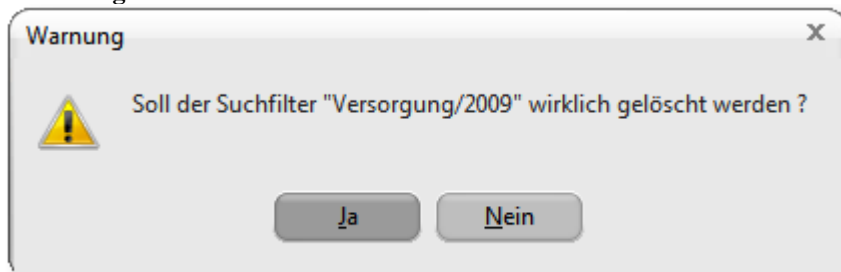 Warnung
Soll der Suchfilter "Versorgung/2009" wirklich gelöscht werden ?
Ja
Nein